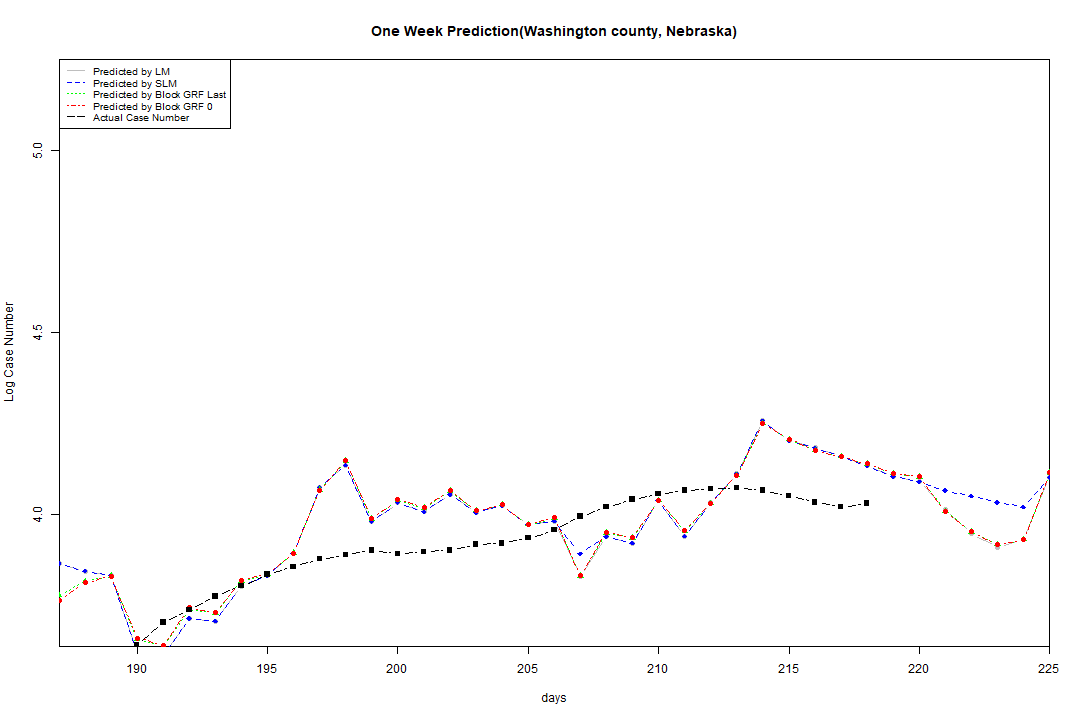 One Week Prediction(Washington county, Nebraska)
Predicted by LM
Predicted by SLM
Predicted by Block GRF Last
Predicted by Block GRF 0
Actual Case Number
5.0
4.5
4.0
Log Case Number
190 195 200 205 210 215 220 225
days